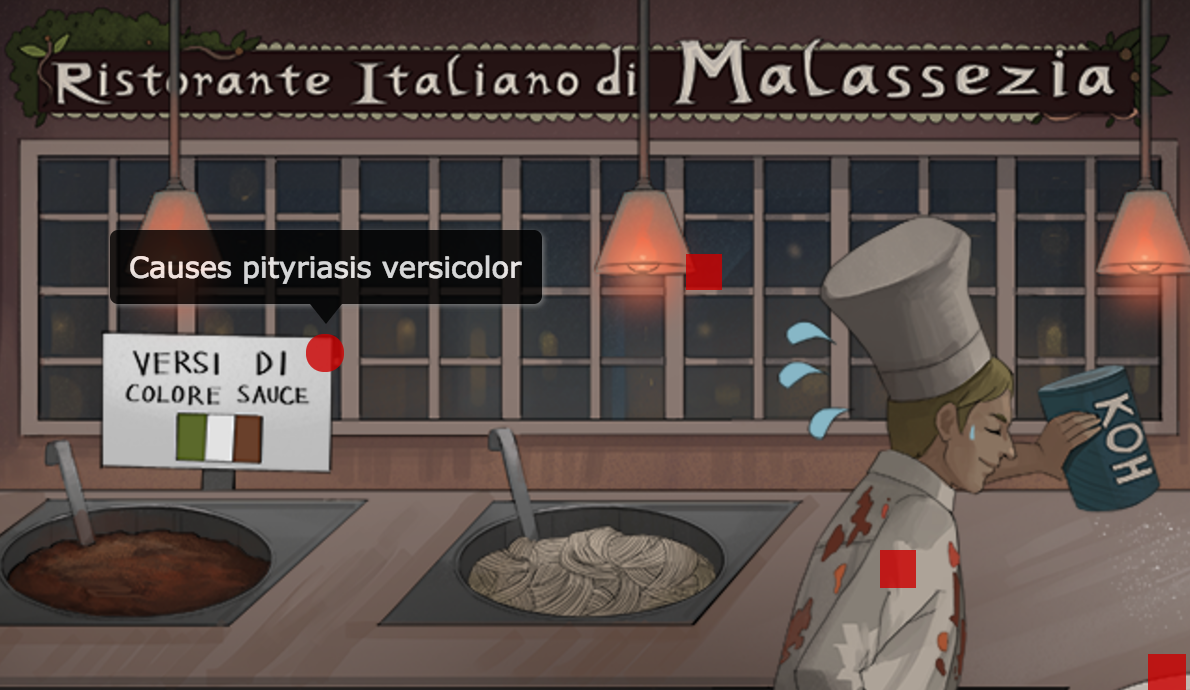 Ristorante Italiano di Malassezia
Causes pityriasis versicolor
VERSI DI
COLORE SAUCE
KOH